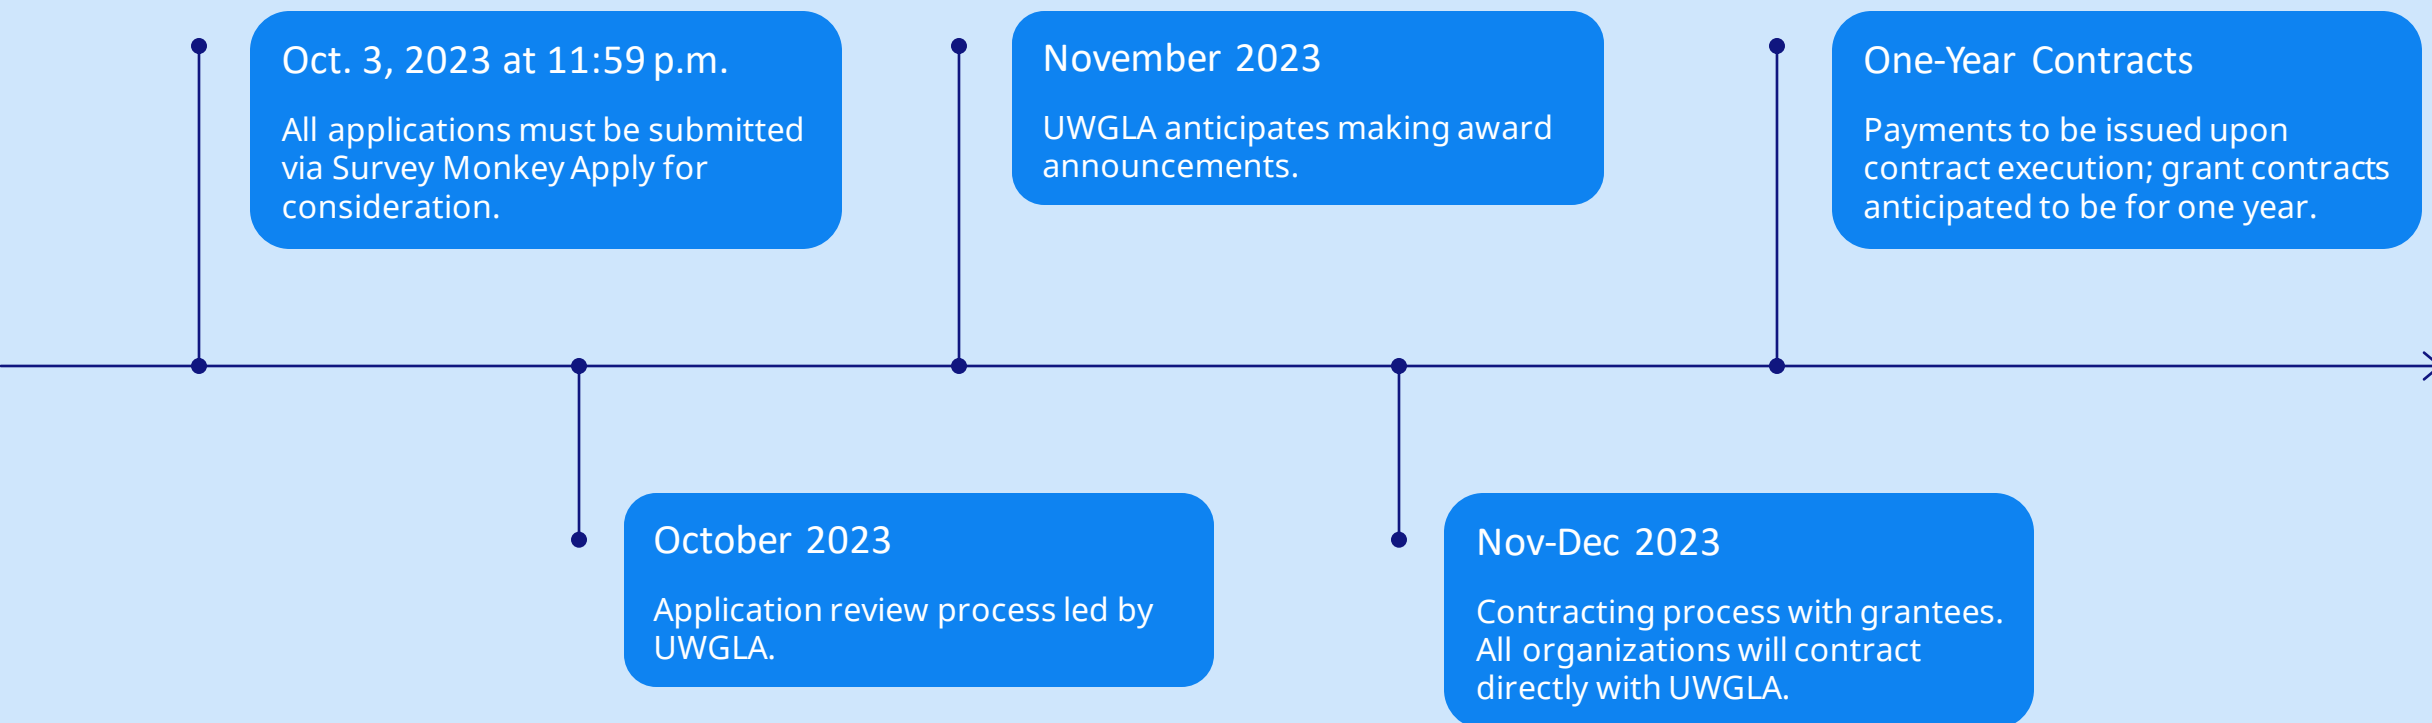 Oct. 3, 2023 at 11:59 p.m.
All applications must be submitted
via Survey Monkey Apply for
consideration.
October 2023
Application review process led by
UWGLA.
November 2023
UWGLA anticipates making award
announcements.
Nov-Dec 2023
Contracting process with grantees.
All organizations will contract
directly with UWGLA.
One-Year Contracts
Payments to be issued upon
contract execution; grant contracts
anticipated to be for one year.